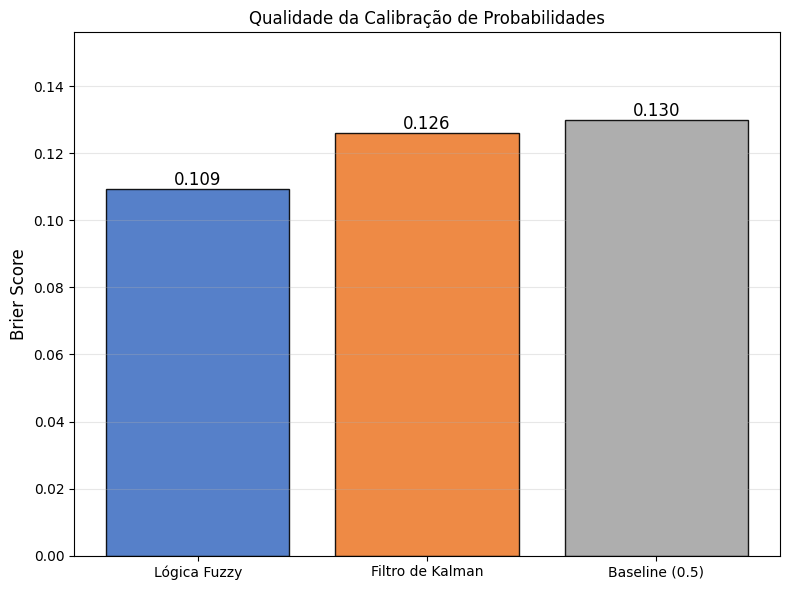 Qualidade da Calibração de Probabilidades
Brier Score
0.14
0.12
0.10
0.08
0.06
0.04
0.02
0.00
0.109
0.126
0.130
Lógica Fuzzy
Filtro de Kalman
Baseline (0.5)